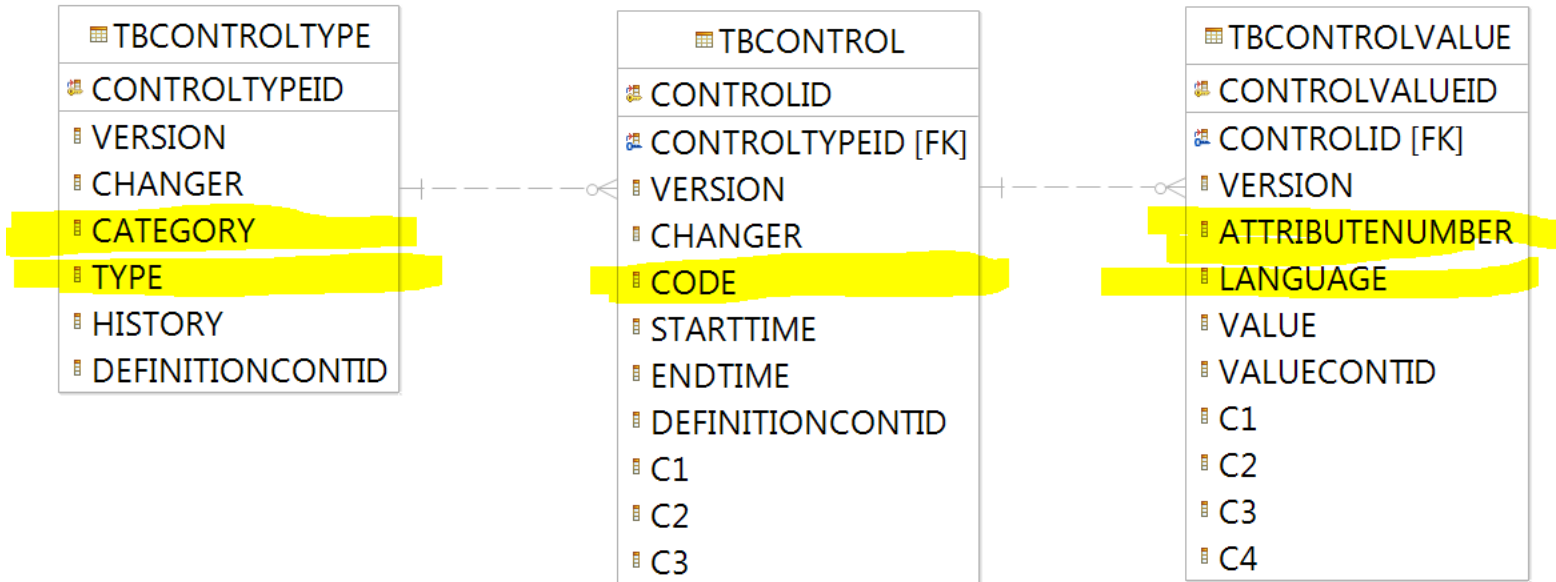 TBCONTROLTYPE
CONTROLTYPEID
VERSION
CHANGER
CATEGORY
TYPE
HISTORY
DEFINITIONCONTID
TBCONTROL
CONTROLID
CONTROLTYPEID [FK]
VERSION
CHANGER
CODE
STARTTIME
ENDTIME
DEFINITIONCONTID
C1
C2
C3
TBCONTROLVALUE
CONTROLVALUEID
CONTROLID [FK]
VERSION
ATTRIBUTENUMBER
LANGUAGE
VALUE
VALUECONTID
C1
C2
C3
C4